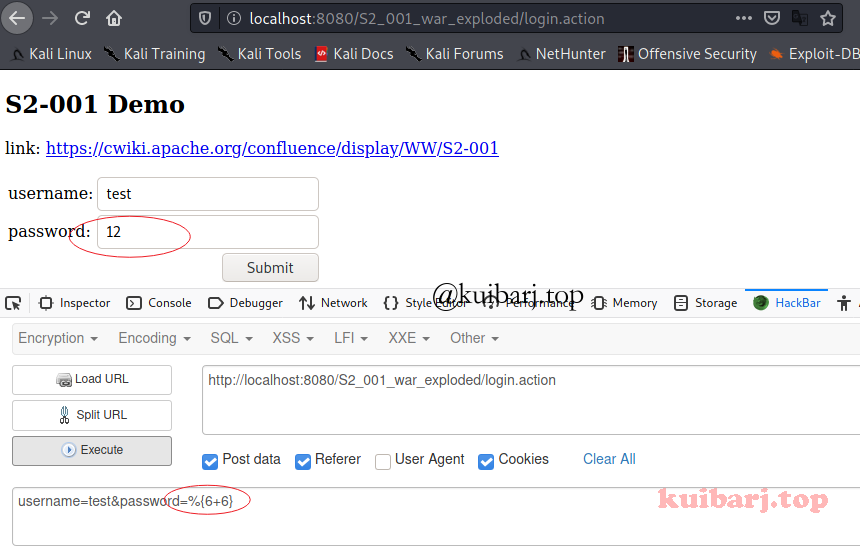 localhost:8080/S2_001_war_exploded/login.action
Kali Linux Kali Training Kali Tools Kali Docs Kali Forums NetHunter Offensive Security Exploit-DB
S2-001 Demo
link: https://cwiki.apache.org/confluence/display/WW/S2-001
username: test
password: 12
Submit
@kuibarj.top
Inspector Console Debugger Network Style Editor Performance Memory Storage HackBar
Encryption Encoding SQL XSS LFI XXE Other
Load URL http://localhost:8080/S2_001_war_exploded/login.action
Split URL
Execute
Post data Referer User Agent Cookies Clear All
username=test&password=%{6+6}
kuibarj.top